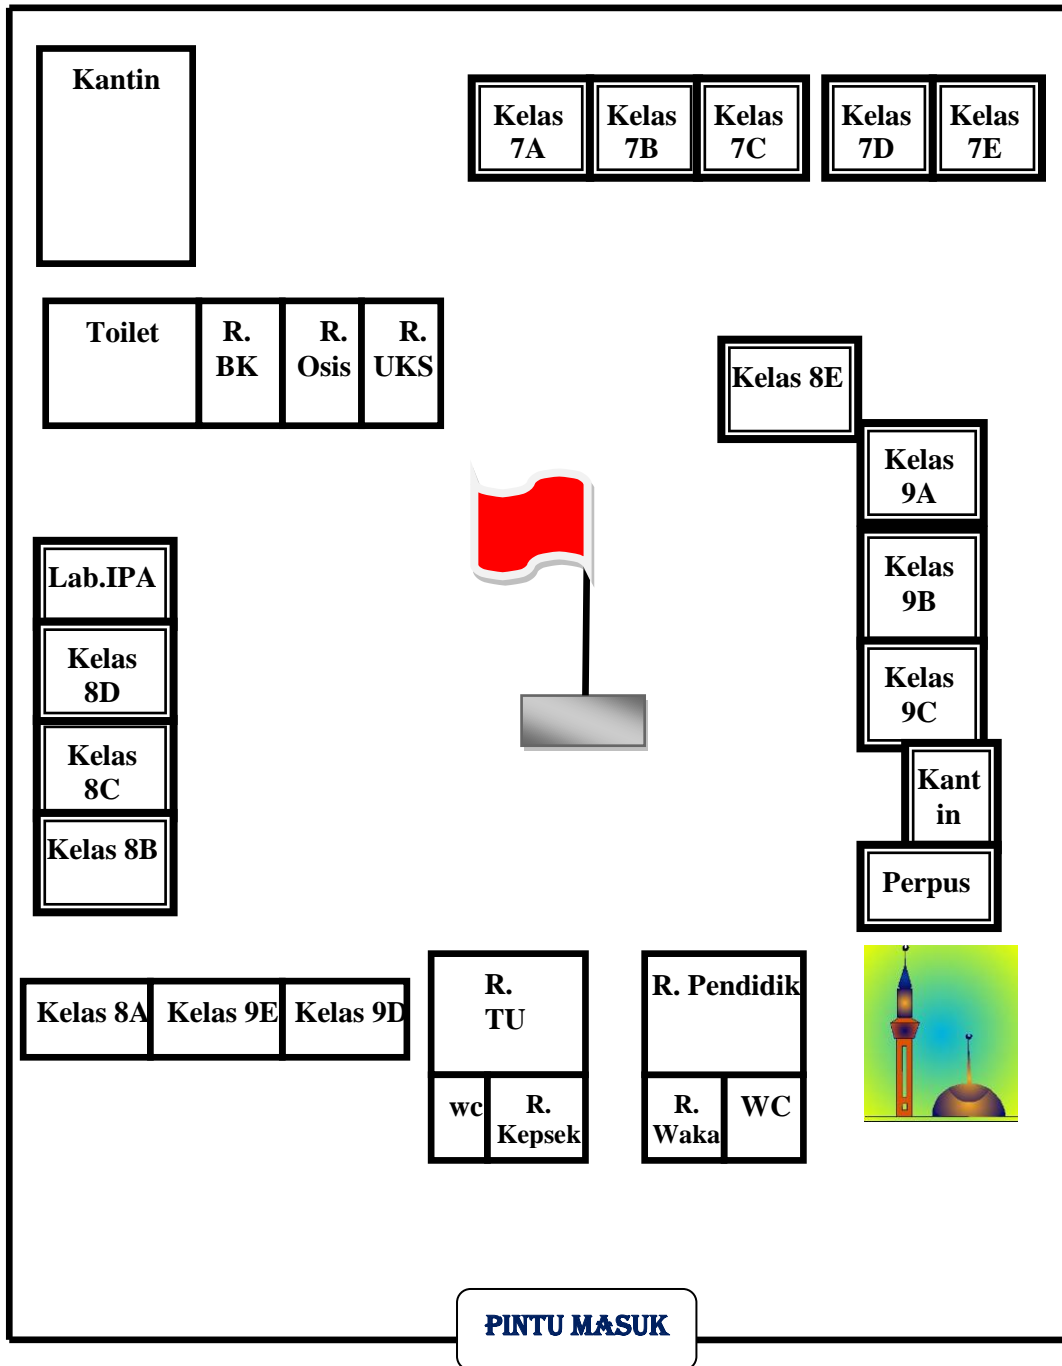 Kantin
Kelas
7A
Kelas
7B
Kelas
7C
Kelas
7D
Kelas
7E
Toilet
R.
BK
R.
Osis
R.
UKS
Kelas 8E
Kelas
9A
Kelas
9B
Kelas
9C
Kant
in
Perpus
Lab.IPA
Kelas
8D
Kelas
8C
Kelas 8B
Kelas 8A
Kelas 9E
Kelas 9D
R.
TU
wc
R.
Kepsek
R. Pendidik
R.
Waka
WC
PINTU MASUK